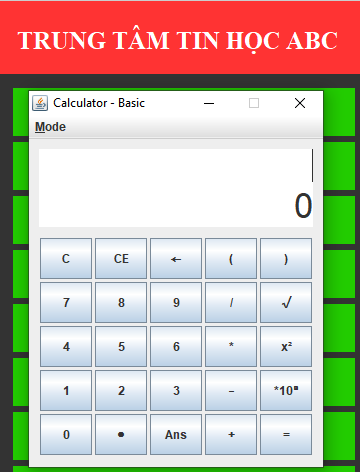 TRUNG TÂM TIN HỌC ABC
Calculator - Basic
Mode
0
C CE ← ( )
7 8 9 / √
4 5 6 * x²
1 2 3 - *10ⁿ
0 • Ans + =